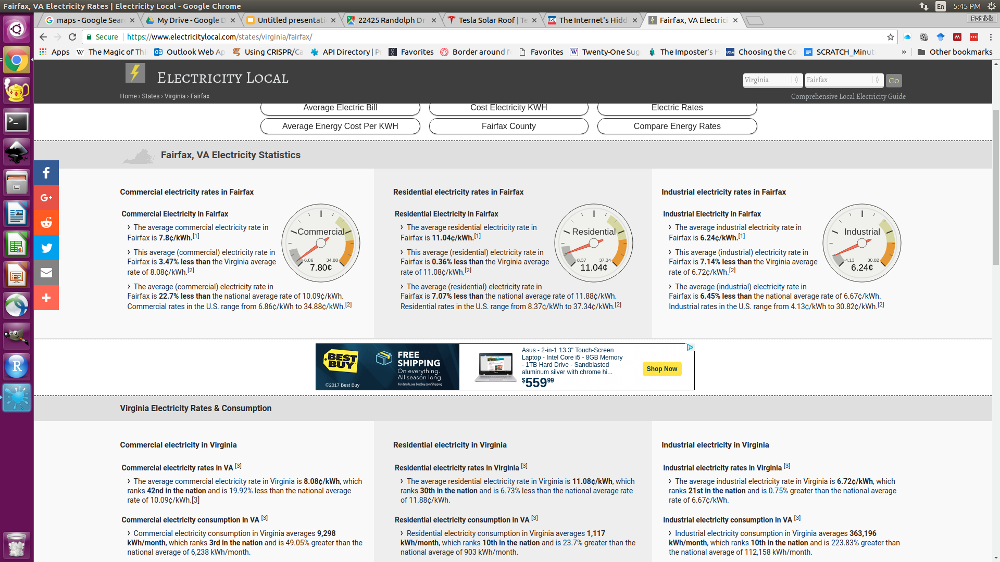 Fairfax, VA Electricity Rates | Electricity Local - Google Chrome
En
5:45 PM
maps - Google Sear
My Drive - Google D
Untitled presentati
22425 Randolph Dr
Tesla Solar Roof | Te
The Internet's Hidd
Fairfax, VA Electrici
Patrick
Secure
https://www.electricitylocal.com/states/virginia/fairfax/
Apps
The Magic of Thi
Outlook Web Ap
Using CRISPR/Ca
API Directory | P
Favorites
Border around f
Favorites
Twenty-One Sug
The Imposter's H
Choosing the Co
SCRATCH_Minut
»
Other bookmarks
Electricity Local
Virginia
Fairfax
Go
Home › States › Virginia › Fairfax
Comprehensive Local Electricity Guide
Average Electric Bill
Cost Electricity KWH
Electric Rates
Average Energy Cost Per KWH
Fairfax County
Compare Energy Rates
Fairfax, VA Electricity Statistics
Commercial electricity rates in Fairfax
Commercial Electricity in Fairfax
› The average commercial electricity rate in
Fairfax is 7.8¢/kWh.[1]
› This average (commercial) electricity rate in
Fairfax is 3.47% less than the Virginia average
rate of 8.08¢/kWh.[2]
› The average (commercial) electricity rate in
Fairfax is 22.7% less than the national average rate of 10.09¢/kWh.
Commercial rates in the U.S. range from 6.86¢/kWh to 34.88¢/kWh.[2]
Commercial
6.86
34.88
7.80¢
Residential electricity rates in Fairfax
Residential Electricity in Fairfax
› The average residential electricity rate in
Fairfax is 11.04¢/kWh.[1]
› This average (residential) electricity rate in
Fairfax is 0.36% less than the Virginia average
rate of 11.08¢/kWh.[2]
› The average (residential) electricity rate in
Fairfax is 7.07% less than the national average rate of 11.88¢/kWh.
Residential rates in the U.S. range from 8.37¢/kWh to 37.34¢/kWh.[2]
Residential
8.37
37.34
11.04¢
Industrial electricity rates in Fairfax
Industrial Electricity in Fairfax
› The average industrial electricity rate in
Fairfax is 6.24¢/kWh.[1]
› This average (industrial) electricity rate in
Fairfax is 7.14% less than the Virginia average
rate of 6.72¢/kWh.[2]
› The average (industrial) electricity rate in
Fairfax is 6.45% less than the national average rate of 6.67¢/kWh.
Industrial rates in the U.S. range from 4.13¢/kWh to 30.82¢/kWh.[2]
Industrial
4.13
30.82
6.24¢
BEST
BUY
©2017 Best Buy
FREE
SHIPPING
On everything.
All season long.
For details, see BestBuy.com/Shipping
Asus - 2-in-1 13.3" Touch-Screen
Laptop - Intel Core i5 - 8GB Memory
- 1TB Hard Drive - Sandblasted
aluminum silver with chrome hi...
$559 99
Shop Now
Virginia Electricity Rates & Consumption
Commercial electricity in Virginia
Commercial electricity rates in VA [3]
› The average commercial electricity rate in Virginia is 8.08¢/kWh, which
ranks 42nd in the nation and is 19.92% less than the national average
rate of 10.09¢/kWh.[3]
Commercial electricity consumption in VA [3]
› Commercial electricity consumption in Virginia averages 9,298
kWh/month, which ranks 3rd in the nation and is 49.05% greater than the
national average of 6,238 kWh/month.
Residential electricity in Virginia
Residential electricity rates in Virginia [3]
› The average residential electricity rate in Virginia is 11.08¢/kWh, which
ranks 30th in the nation and is 6.73% less than the national average rate
of 11.88¢/kWh.
Residential electricity consumption in VA [3]
› Residential electricity consumption in Virginia averages 1,117
kWh/month, which ranks 10th in the nation and is 23.7% greater than the
national average of 903 kWh/month.
Industrial electricity in Virginia
Industrial electricity rates in Virginia [3]
› The average industrial electricity rate in Virginia is 6.72¢/kWh, which
ranks 21st in the nation and is 0.75% greater than the national average
rate of 6.67¢/kWh.
Industrial electricity consumption in VA [3]
› Industrial electricity consumption in Virginia averages 363,196
kWh/month, which ranks 10th in the nation and is 223.83% greater than
the national average of 112,158 kWh/month.